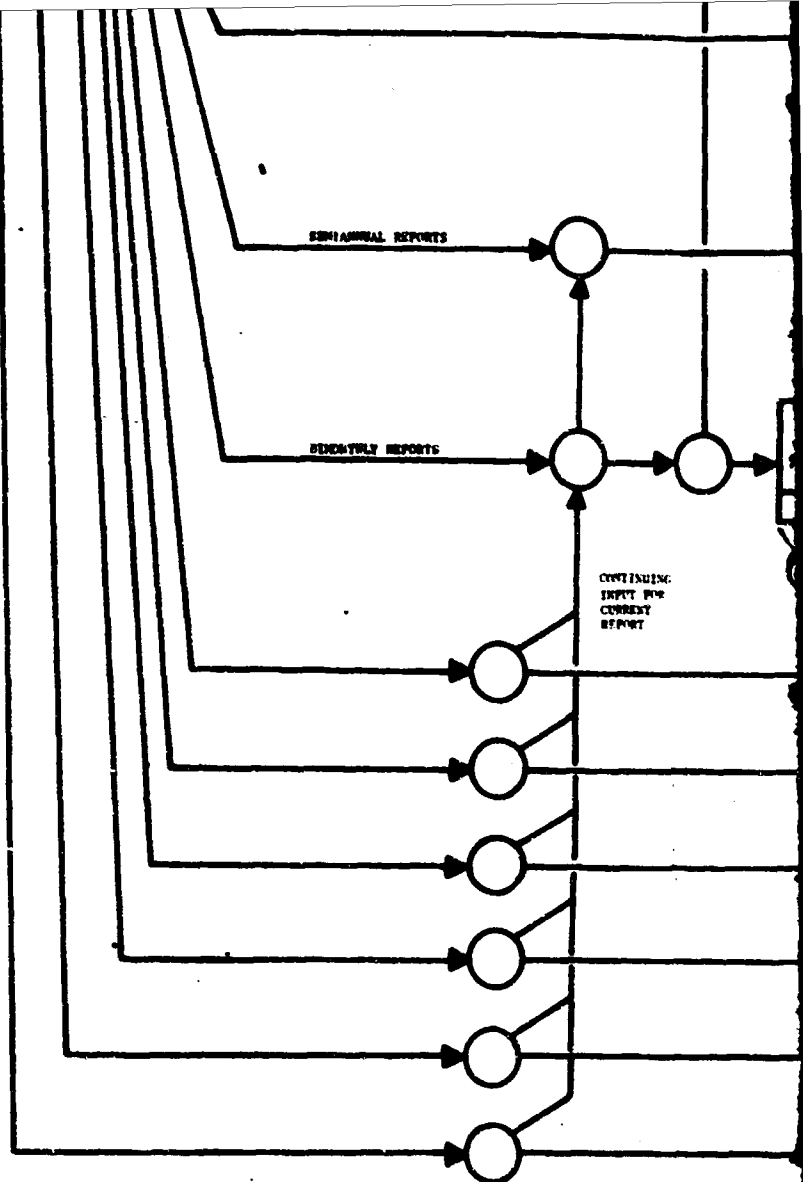 SEMIANNUAL REPORTS
BIMONTHLY REPORTS
CONTINUING
INPUT FOR
CURRENT
REPORT